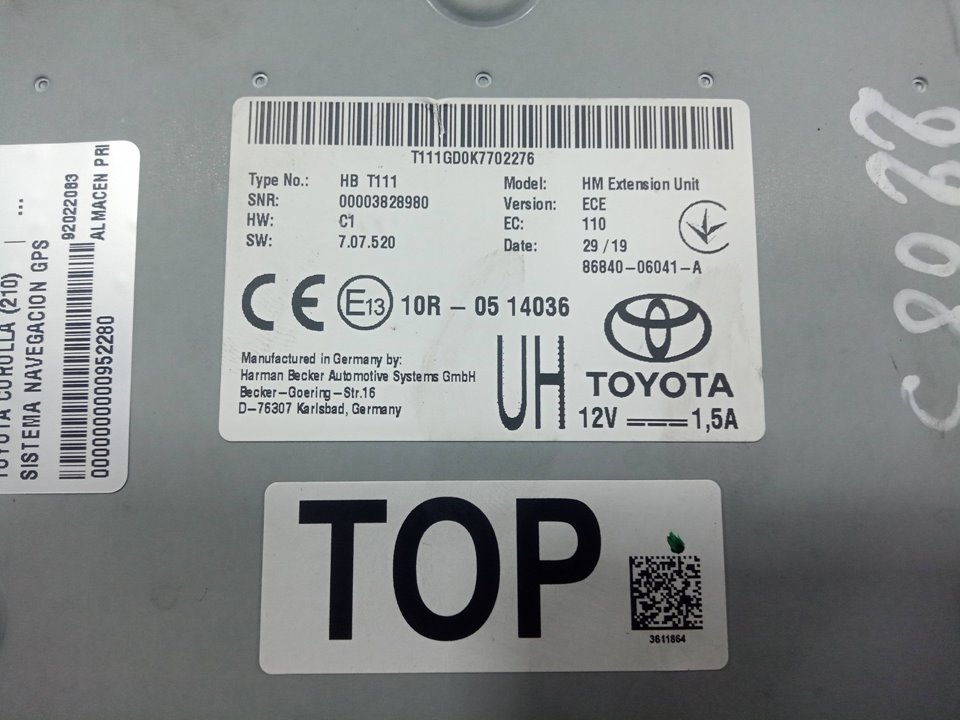 T111GD0K7702276
Type No.: HB T111
SNR: 00003828980
HW: C1
SW: 7.07.520
Model: HM Extension Unit
Version: ECE
EC: 110
Date: 29 / 19
86840-06041-A
CE E13 10R - 05 14036
Manufactured in Germany by:
Harman Becker Automotive Systems GmbH
Becker-Goering-Str.16
D-76307 Karlsbad, Germany
UH
TOYOTA
12V 1,5A
TOP
3611864
TOYOTA COROLLA (210) | ...
SISTEMA NAVEGACION GPS
92022083
0000000000952280
ALMACEN PRI